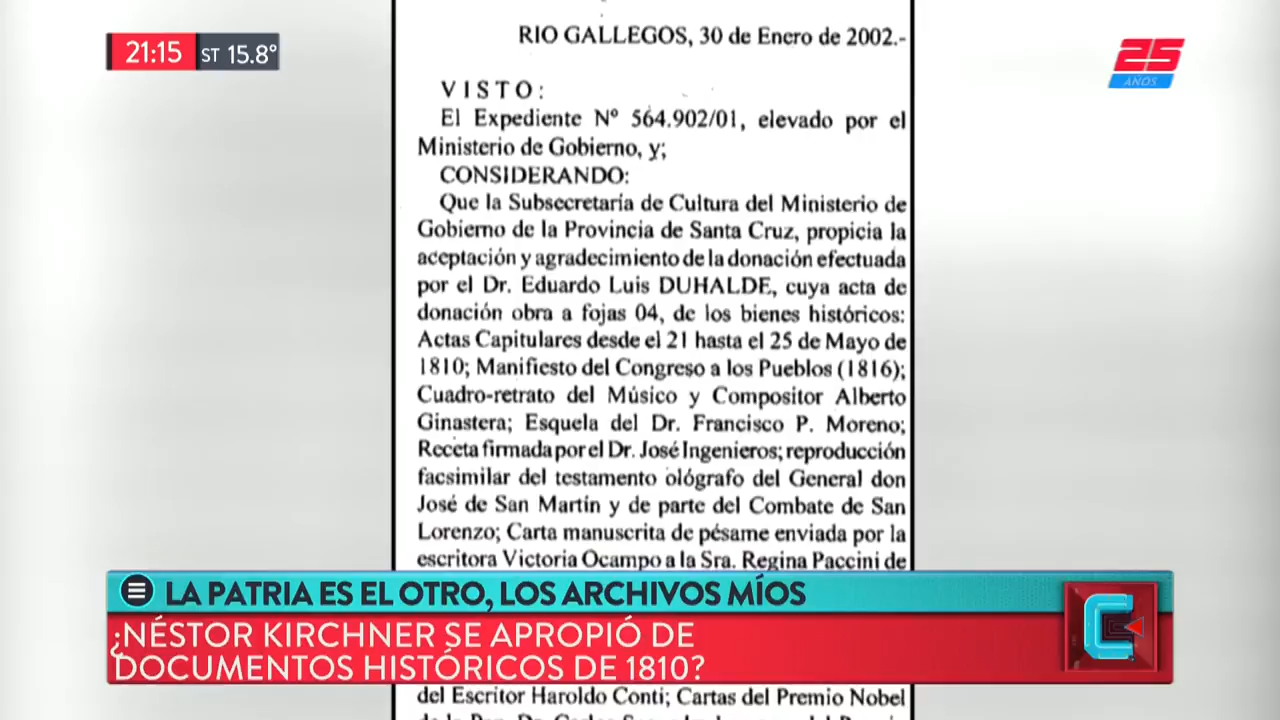 21:15 ST 15.8°
25
AÑOS
RIO GALLEGOS, 30 de Enero de 2002.-
V I S T O :
El Expediente Nº 564.902/01, elevado por el
Ministerio de Gobierno, y;
CONSIDERANDO:
Que la Subsecretaría de Cultura del Ministerio de
Gobierno de la Provincia de Santa Cruz, propicia la
aceptación y agradecimiento de la donación efectuada
por el Dr. Eduardo Luis DUHALDE, cuya acta de
donación obra a fojas 04, de los bienes históricos:
Actas Capitulares desde el 21 hasta el 25 de Mayo de
1810; Manifiesto del Congreso a los Pueblos (1816);
Cuadro-retrato del Músico y Compositor Alberto
Ginastera; Esquela del Dr. Francisco P. Moreno;
Receta firmada por el Dr. José Ingenieros; reproducción
facsimilar del testamento ológrafo del General don
José de San Martín y de parte del Combate de San
Lorenzo; Carta manuscrita de pésame enviada por la
escritora Victoria Ocampo a la Sra. Regina Paccini de
LA PATRIA ES EL OTRO, LOS ARCHIVOS MÍOS
¿NÉSTOR KIRCHNER SE APROPIÓ DE
DOCUMENTOS HISTÓRICOS DE 1810?
C
del Escritor Haroldo Conti; Cartas del Premio Nobel